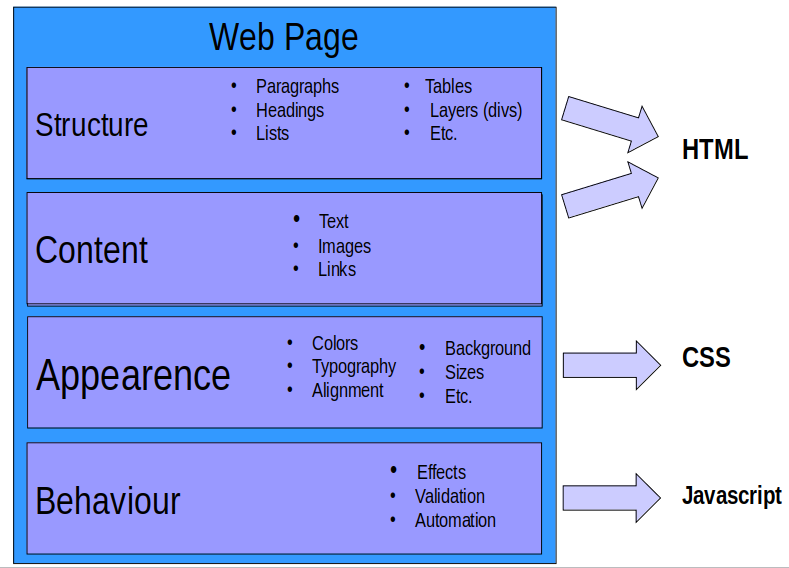 Web Page
Structure
• Paragraphs
• Headings
• Lists
• Tables
• Layers (divs)
• Etc.
HTML
Content
• Text
• Images
• Links
Appearence
• Colors
• Typography
• Alignment
• Background
• Sizes
• Etc.
CSS
Behaviour
• Effects
• Validation
• Automation
Javascript